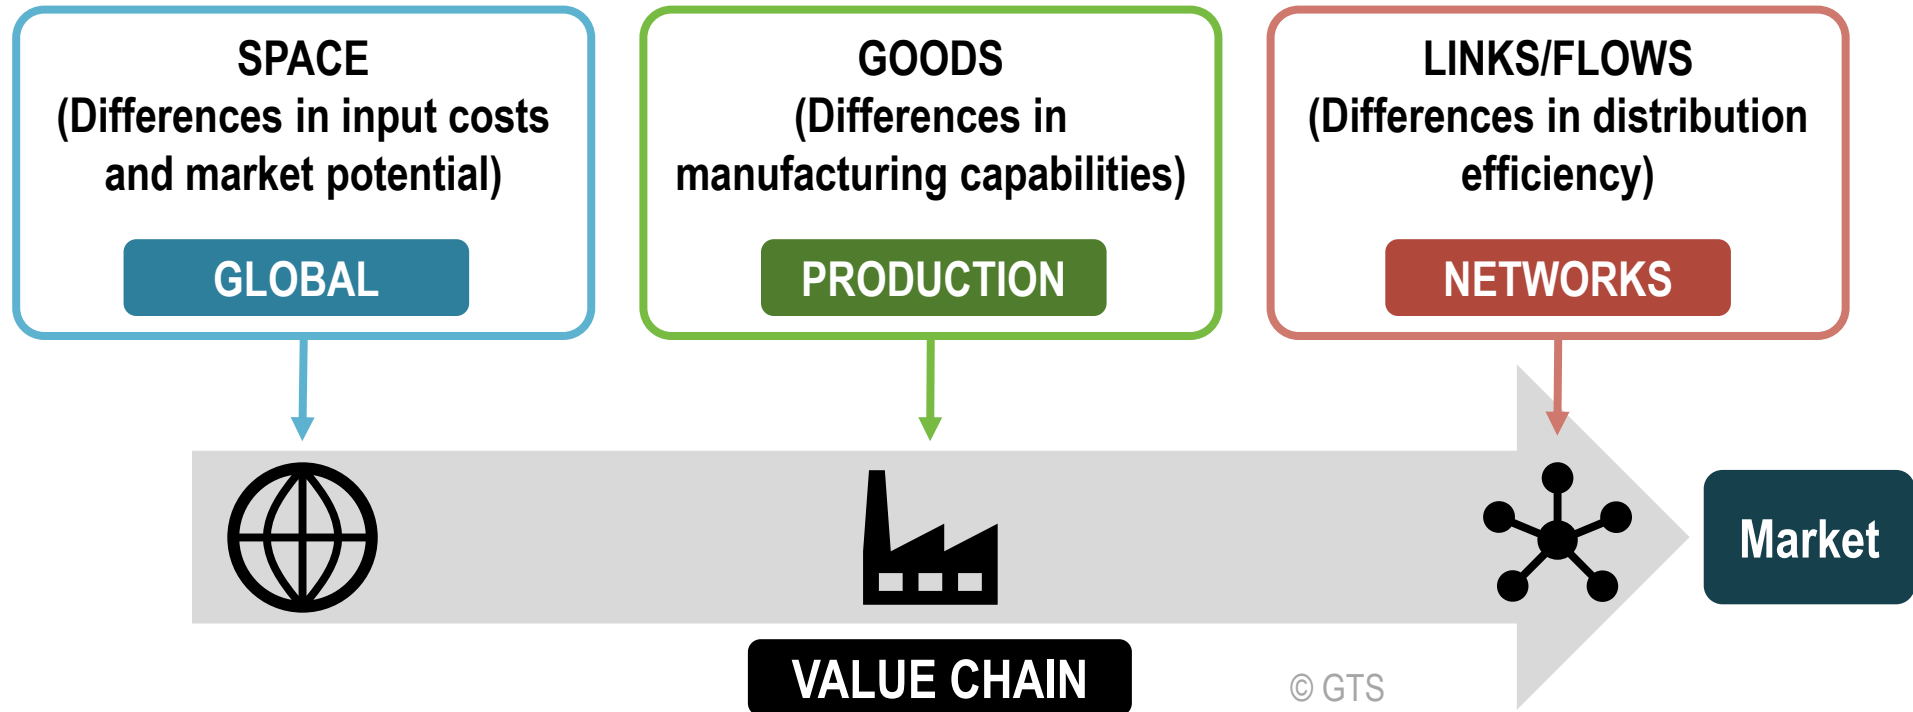 SPACE
(Differences in input costs
and market potential)
GLOBAL
GOODS
(Differences in
manufacturing capabilities)
PRODUCTION
LINKS/FLOWS
(Differences in distribution
efficiency)
NETWORKS
Market
VALUE CHAIN
© GTS